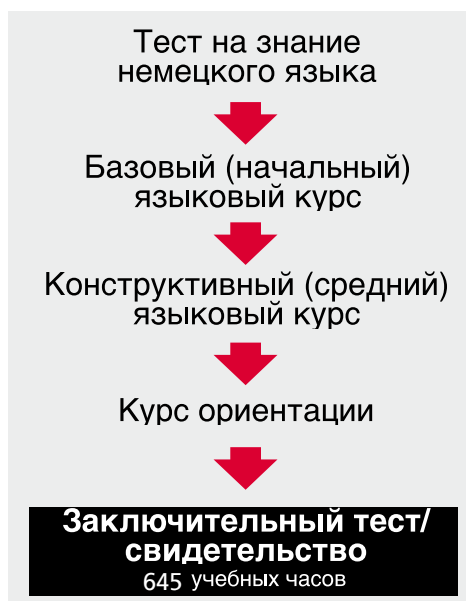 Тест на знание
немецкого языка
Базовый (начальный)
языковый курс
Конструктивный (средний)
языковый курс
Курс ориентации
Заключительный тест/
свидетельство
645 учебных часов